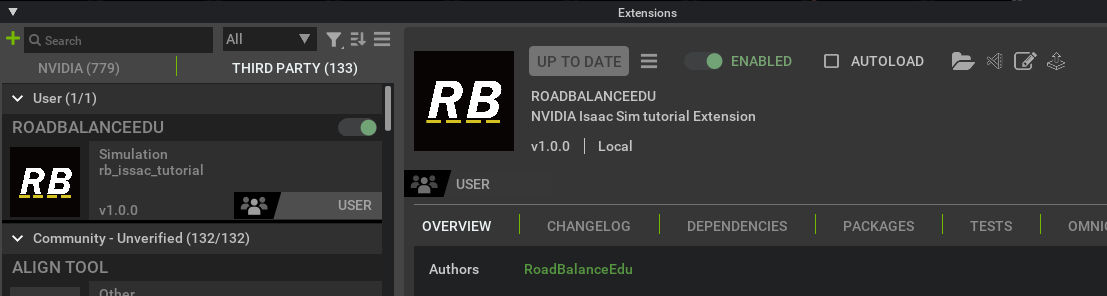 Extensions
Search
All
NVIDIA (779)
THIRD PARTY (133)
User (1/1)
ROADBALANCEEDU
RB
Simulation
rb_issac_tutorial
v1.0.0
USER
Community - Unverified (132/132)
ALIGN TOOL
Other
RB
UP TO DATE
ENABLED
AUTOLOAD
ROADBALANCEEDU
NVIDIA Isaac Sim tutorial Extension
v1.0.0
Local
USER
OVERVIEW
CHANGELOG
DEPENDENCIES
PACKAGES
TESTS
OMNI
Authors
RoadBalanceEdu